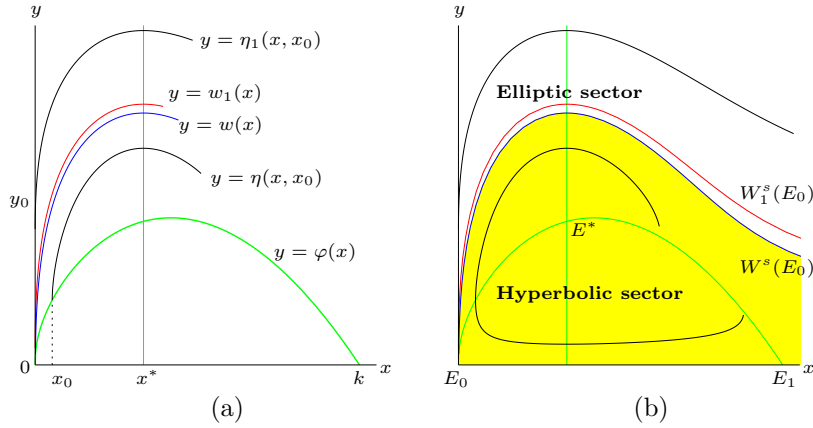 y
y = η₁(x, x₀)
y = w₁(x)
y = w(x)
y = η(x, x₀)
y₀
y = φ(x)
0
x₀
x*
k
x
(a)
y
Elliptic sector
W₁ˢ(E₀)
E*
Wˢ(E₀)
Hyperbolic sector
E₀
E₁
x
(b)